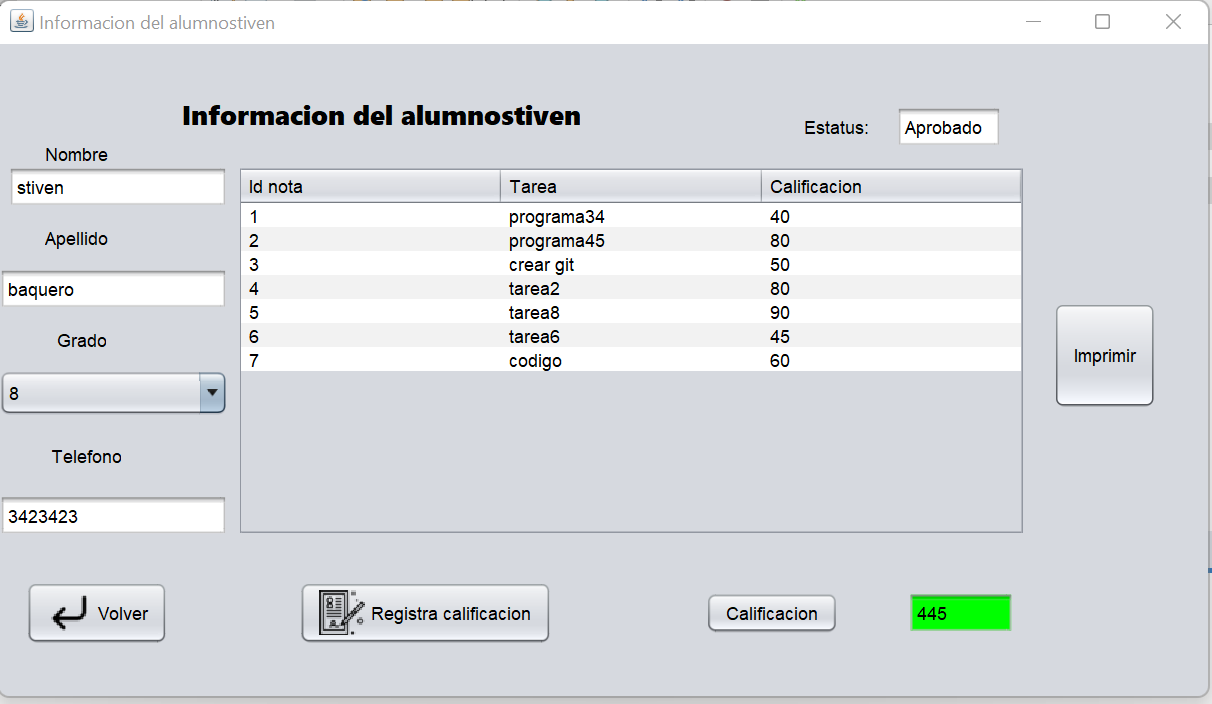 Informacion del alumnostiven
Informacion del alumnostiven
Estatus: Aprobado
Nombre
stiven
Apellido
baquero
Grado
8
Telefono
3423423
Id nota Tarea Calificacion
1 programa34 40
2 programa45 80
3 crear git 50
4 tarea2 80
5 tarea8 90
6 tarea6 45
7 codigo 60
Imprimir
Volver Registra calificacion Calificacion 445